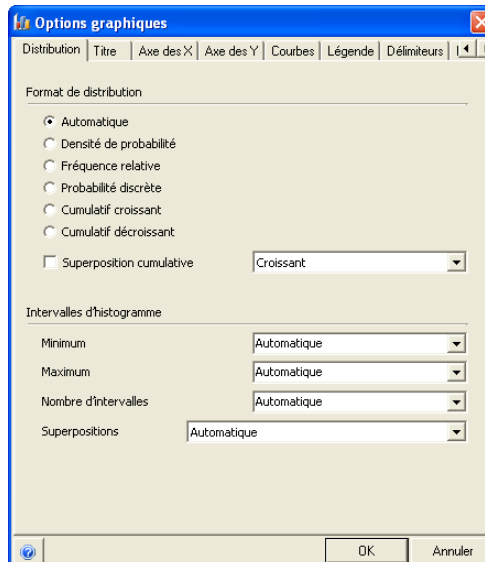 Options graphiques
Distribution Titre Axe des X Axe des Y Courbes Légende Délimiteurs
Format de distribution
Automatique
Densité de probabilité
Fréquence relative
Probabilité discrète
Cumulatif croissant
Cumulatif décroissant
Superposition cumulative Croissant
Intervalles d'histogramme
Minimum Automatique
Maximum Automatique
Nombre d'intervalles Automatique
Superpositions Automatique
OK Annuler